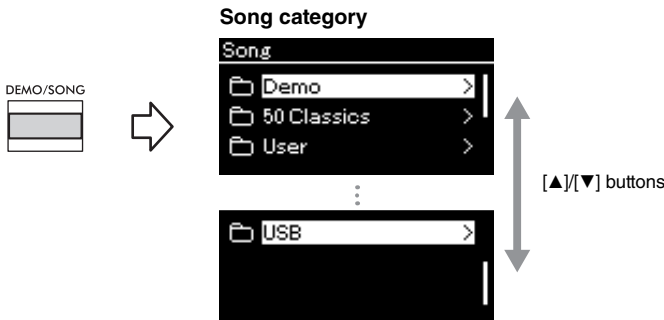 Song category
DEMO/SONG
Song
Demo >
50 Classics >
User >
[▲]/[▼] buttons
USB >